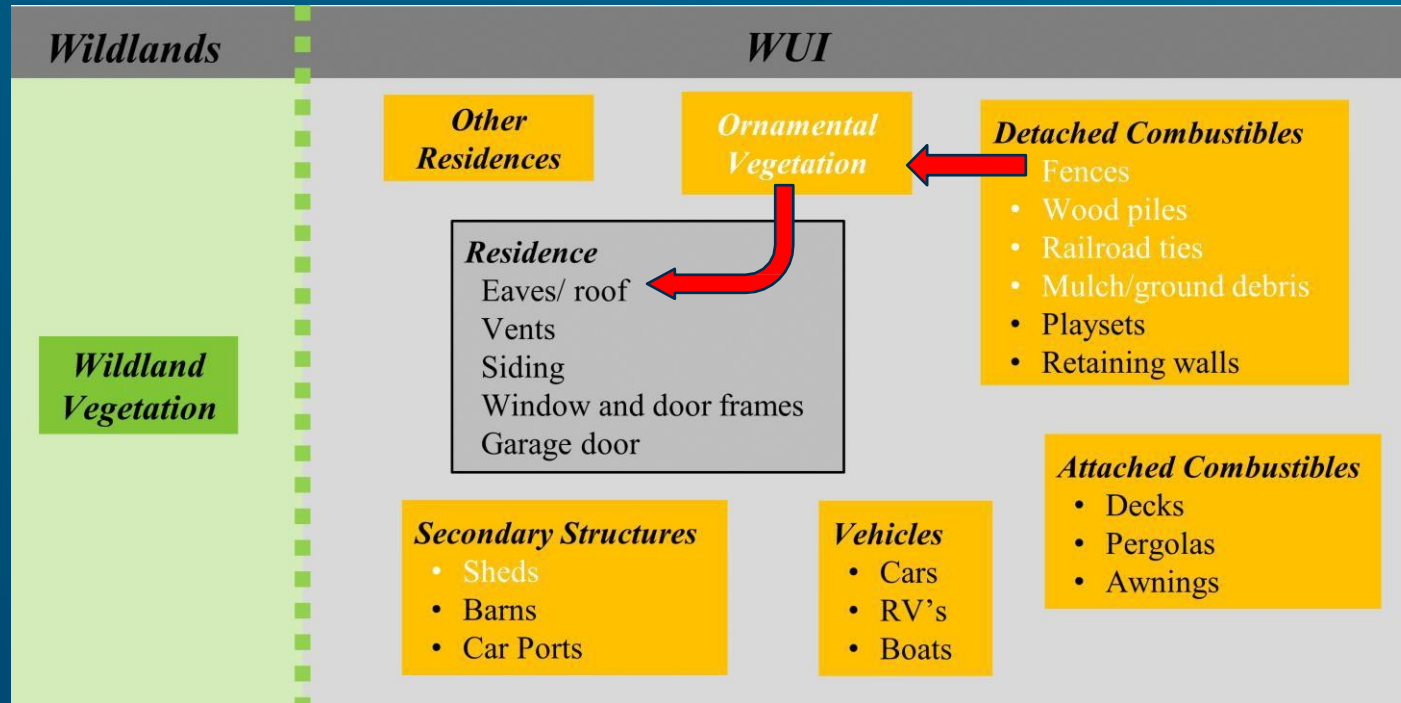 Wildlands
WUI
Other
Residences
Ornamental
Vegetation
Detached Combustibles
Fences
• Wood piles
• Railroad ties
• Mulch/ground debris
• Playsets
• Retaining walls
Residence
Eaves/ roof
Vents
Siding
Window and door frames
Garage door
Wildland
Vegetation
Attached Combustibles
• Decks
• Pergolas
• Awnings
Secondary Structures
• Sheds
• Barns
• Car Ports
Vehicles
• Cars
• RV’s
• Boats